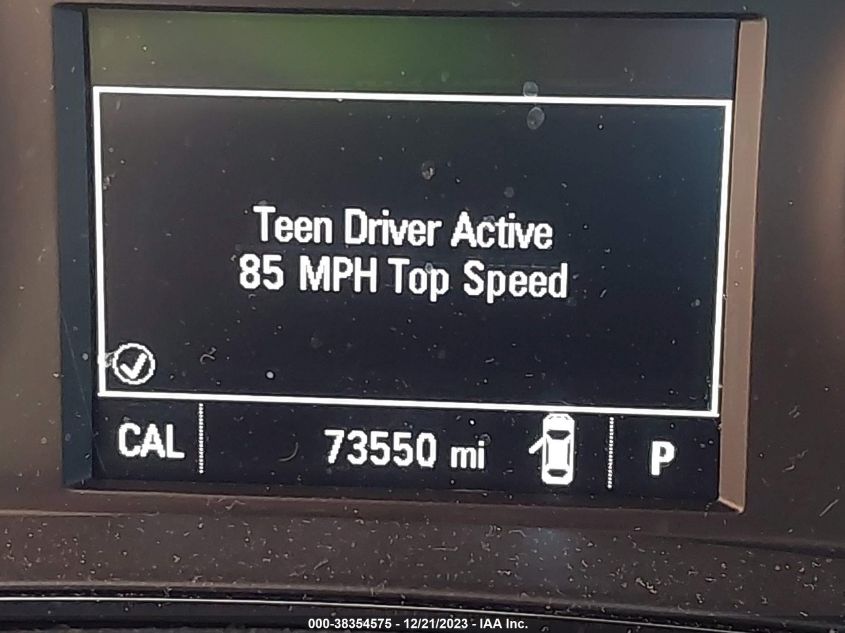 Teen Driver Active
85 MPH Top Speed
CAL 73550 mi P
000-38354575 - 12/21/2023 - IAA Inc.